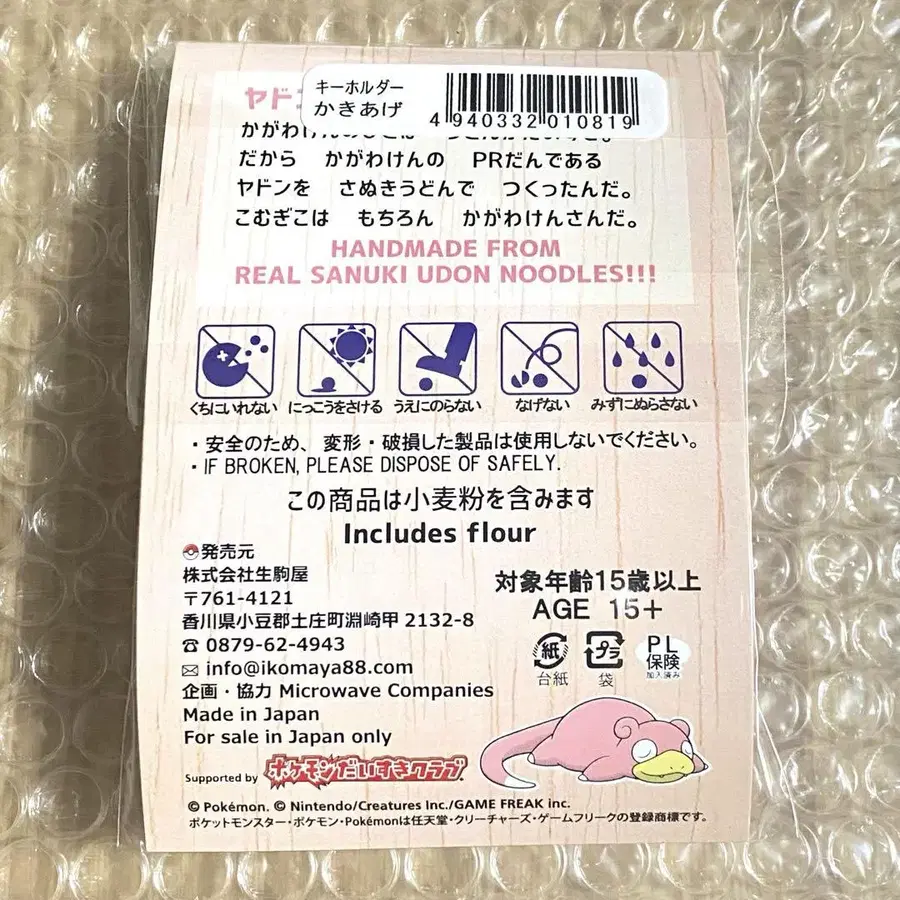 キーホルダー
かきあげ
4 940332 010819
ヤドン
だから かがわけんの PRだんである
ヤドンを さぬきうどんで つくったんだ。
こむぎこは もちろん かがわけんさんだ。
HANDMADE FROM
REAL SANUKI UDON NOODLES!!!
くちにいれない にっこうをさける うえにのらない なげない みずにぬらさない
・安全のため、変形・破損した製品は使用しないでください。
・IF BROKEN, PLEASE DISPOSE OF SAFELY.
この商品は小麦粉を含みます
Includes flour
発売元
株式会社生駒屋
〒761-4121
香川県小豆郡土庄町淵崎甲 2132-8
☎ 0879-62-4943
✉ info@ikomaya88.com
企画・協力 Microwave Companies
Made in Japan
For sale in Japan only
対象年齢15歳以上
AGE 15+
紙 プラ PL保険
台紙 袋 加入済み
Supported by ポケモンだいすきクラブ
© Pokémon. © Nintendo/Creatures Inc./GAME FREAK inc.
ポケットモンスター・ポケモン・Pokémonは任天堂・クリーチャーズ・ゲームフリークの登録商標です。